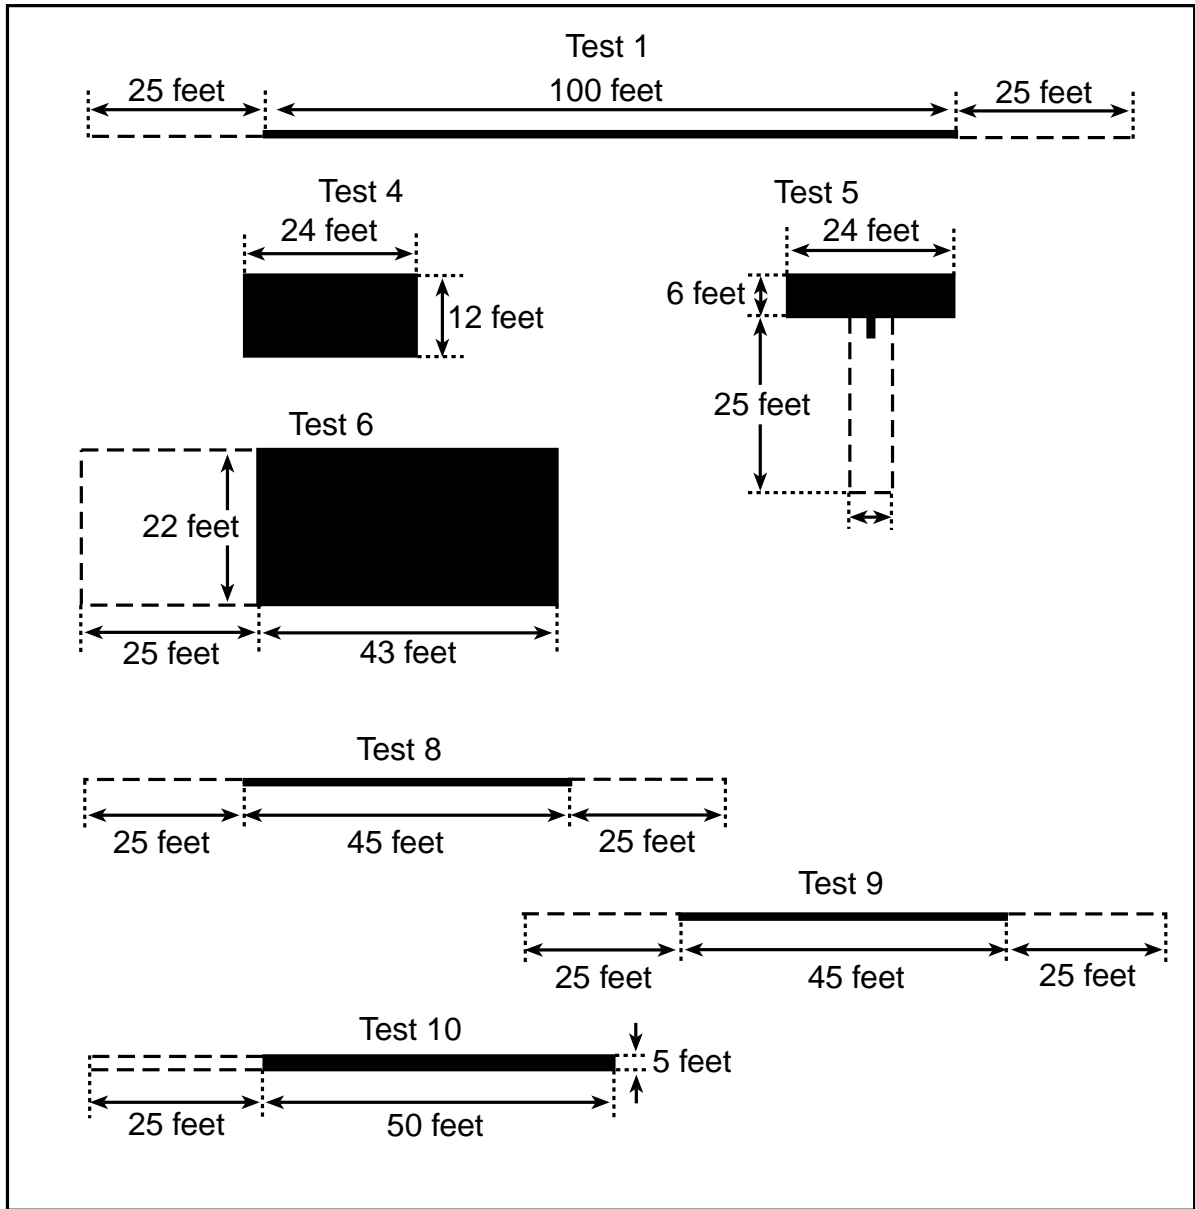 Test 1
25 feet
100 feet
25 feet
Test 4
24 feet
12 feet
Test 5
24 feet
6 feet
25 feet
Test 6
22 feet
25 feet
43 feet
Test 8
25 feet
45 feet
25 feet
Test 9
25 feet
45 feet
25 feet
Test 10
5 feet
25 feet
50 feet